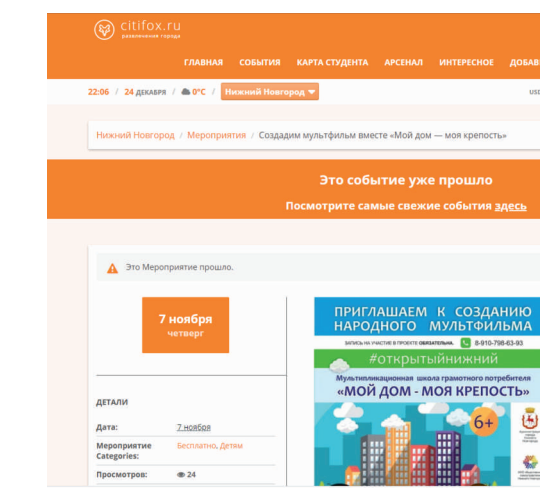 citifox.ru
развлечения города
ГЛАВНАЯ СОБЫТИЯ КАРТА СТУДЕНТА АРСЕНАЛ ИНТЕРЕСНОЕ ДОБАВ
22:06 / 24 ДЕКАБРЯ / 0°C / Нижний Новгород USD
Нижний Новгород / Мероприятия / Создадим мультфильм вместе «Мой дом — моя крепость»
Это событие уже прошло
Посмотрите самые свежие события здесь
Это Мероприятие прошло.
7 ноября
четверг
ДЕТАЛИ
Дата: 7 ноября
Мероприятие Categories: Бесплатно, Детям
Просмотров: 24
ПРИГЛАШАЕМ К СОЗДАНИЮ
НАРОДНОГО МУЛЬТФИЛЬМА
ЗАПИСЬ НА УЧАСТИЕ В ПРОЕКТЕ ОБЯЗАТЕЛЬНА. 8-910-798-63-93
#открытыйнижний
Мультипликационная школа грамотного потребителя
«МОЙ ДОМ - МОЯ КРЕПОСТЬ»
6+